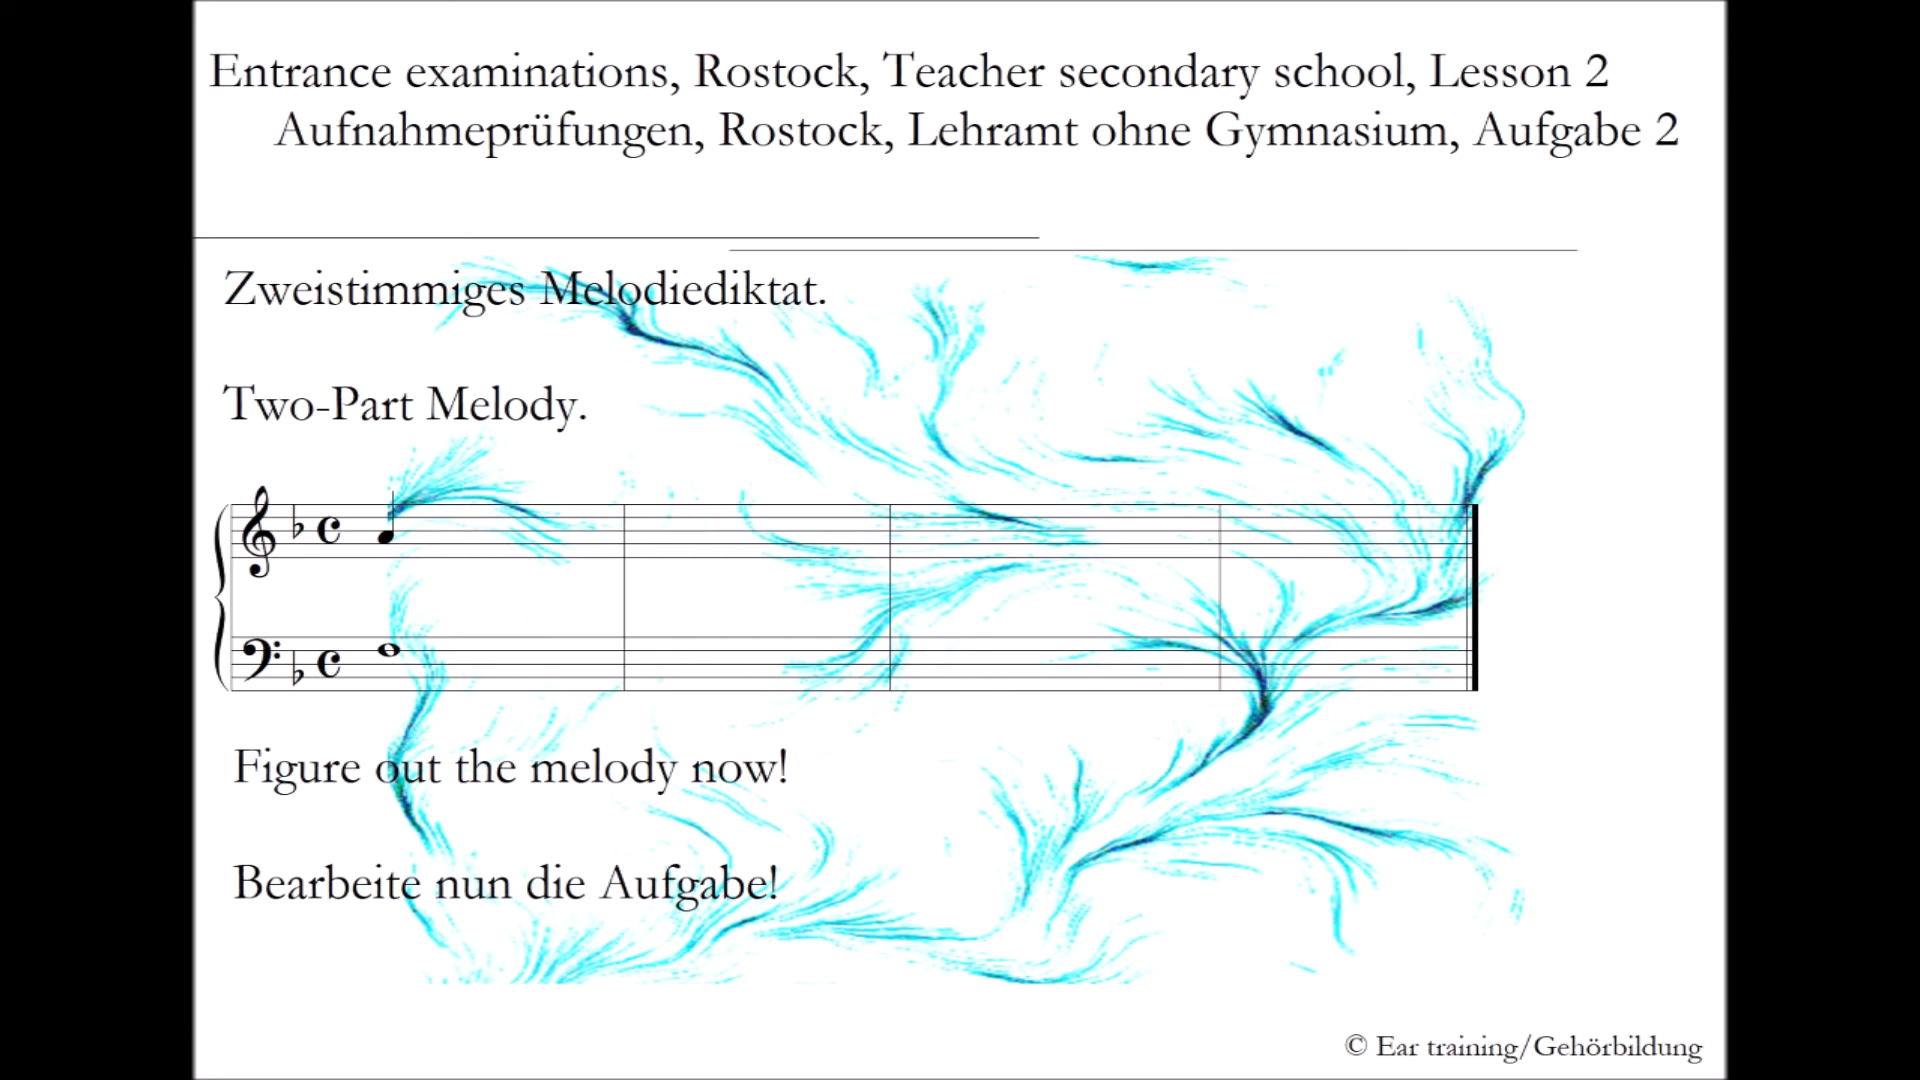 Entrance examinations, Rostock, Teacher secondary school, Lesson 2
Aufnahmeprüfungen, Rostock, Lehramt ohne Gymnasium, Aufgabe 2
Zweistimmiges Melodiediktat.
Two-Part Melody.
Figure out the melody now!
Bearbeite nun die Aufgabe!
© Ear training/Gehörbildung